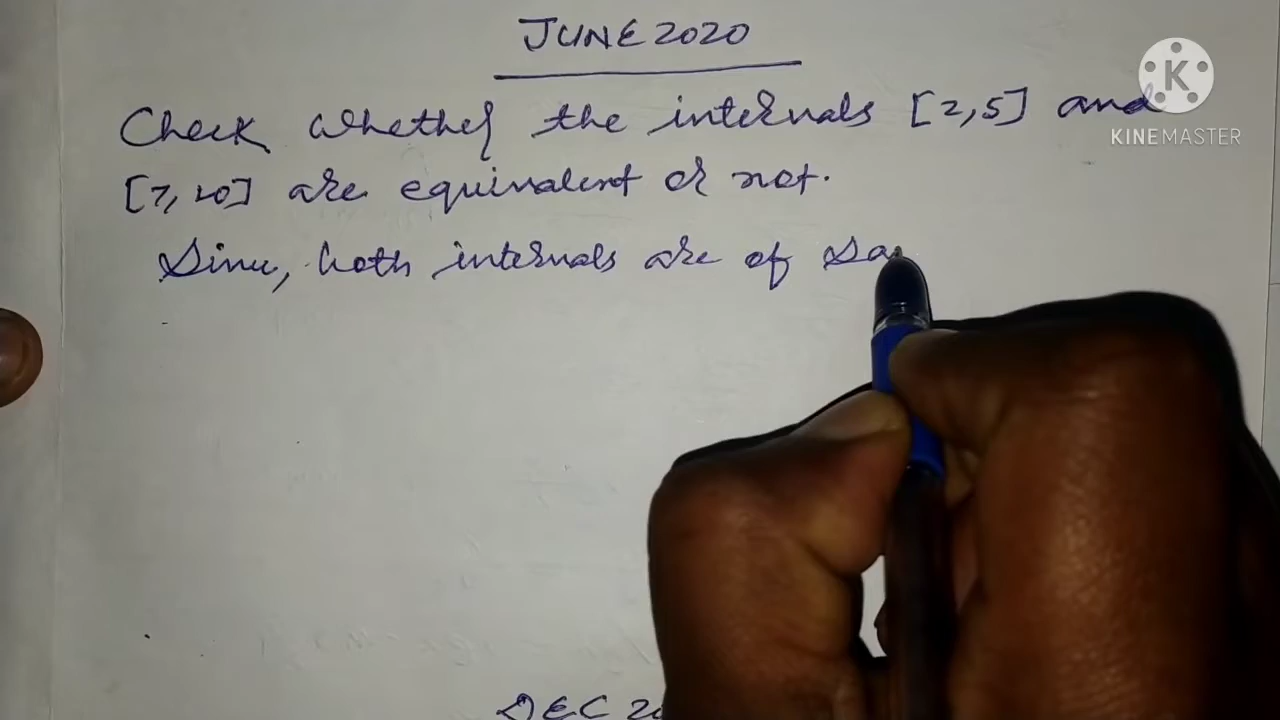 JUNE 2020
Check whether the intervals [2,5] and
K
KINEMASTER
[7,10] are equivalent or not.
Since, both intervals are of Sa
DEC 20